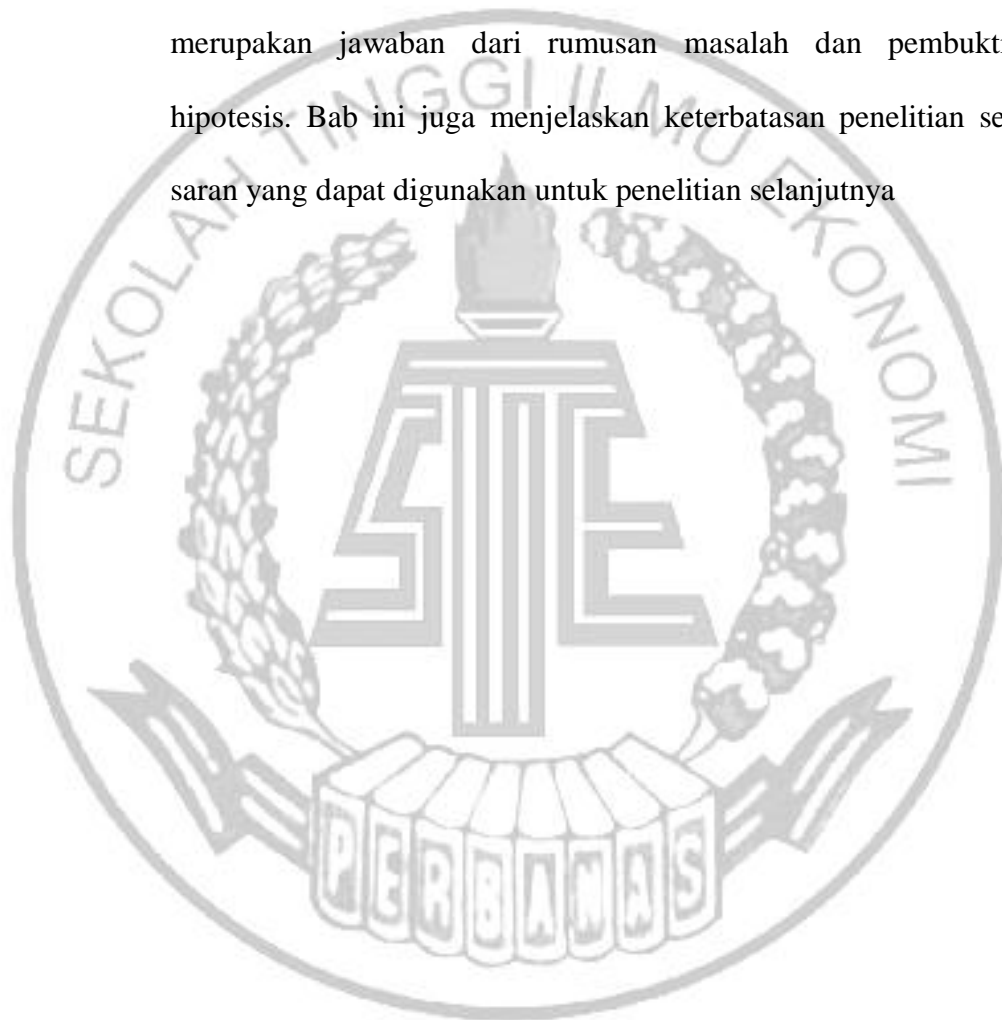 merupakan jawaban dari rumusan masalah dan pembukti
hipotesis. Bab ini juga menjelaskan keterbatasan penelitian se
saran yang dapat digunakan untuk penelitian selanjutnya
SEKOLAH TINGGI ILMU EKONOMI
STIE
PERBANAS